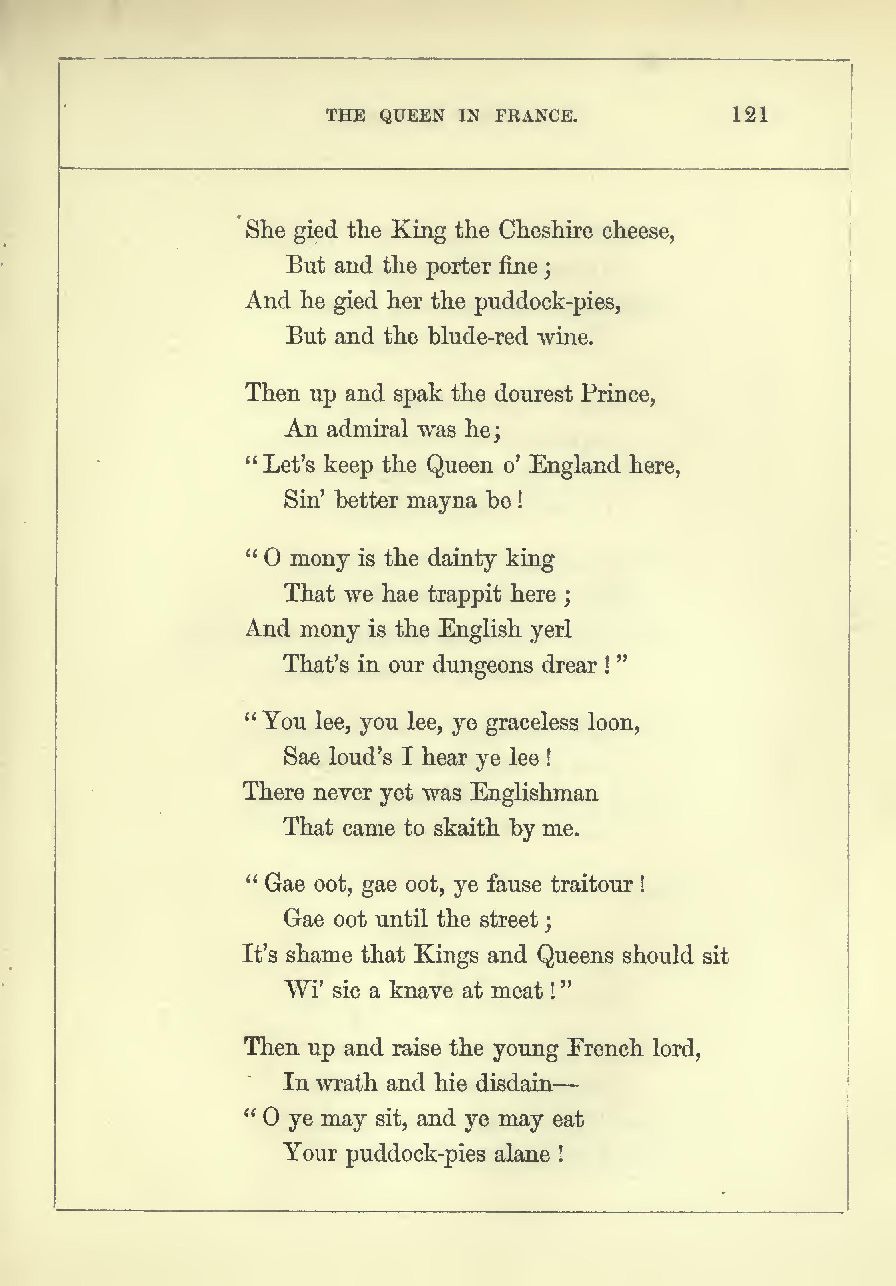 THE QUEEN IN FRANCE. 121
She gied the King the Cheshire cheese,
But and the porter fine;
And he gied her the puddock-pies,
But and the blude-red wine.
Then up and spak the dourest Prince,
An admiral was he;
“Let's keep the Queen o' England here,
Sin' better mayna be!
“O mony is the dainty king
That we hae trappit here;
And mony is the English yerl
That's in our dungeons drear!”
“You lee, you lee, ye graceless loon,
Sae loud's I hear ye lee!
There never yet was Englishman
That came to skaith by me.
“Gae oot, gae oot, ye fause traitour!
Gae oot until the street;
It's shame that Kings and Queens should sit
Wi' sic a knave at meat!”
Then up and raise the young French lord,
In wrath and hie disdain—
“O ye may sit, and ye may eat
Your puddock-pies alane!